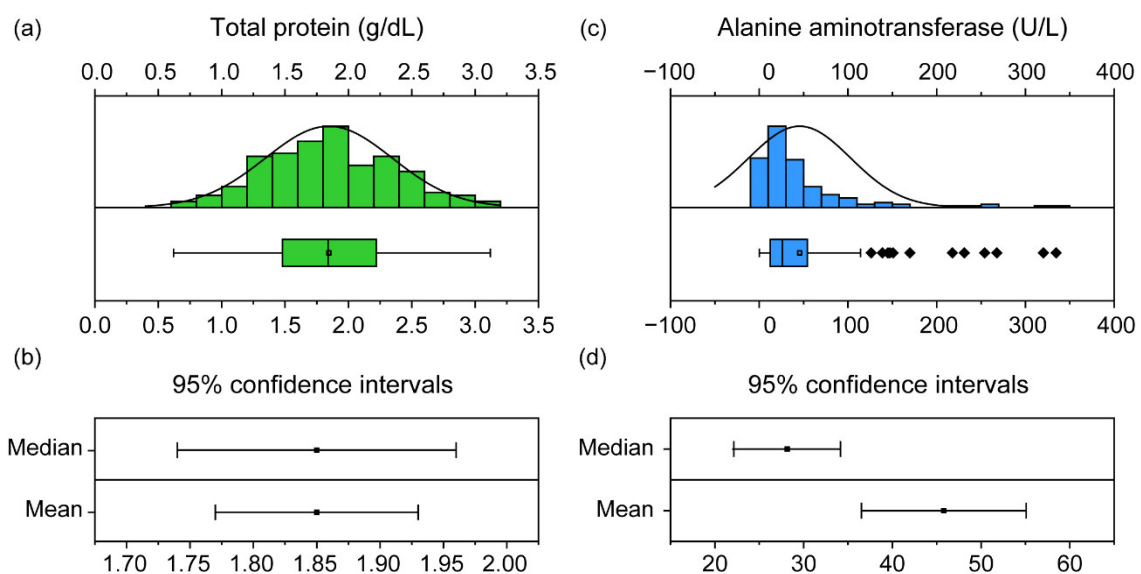 (a)
Total protein (g/dL)
0.0 0.5 1.0 1.5 2.0 2.5 3.0 3.5
0.0 0.5 1.0 1.5 2.0 2.5 3.0 3.5
(b)
95% confidence intervals
Median
Mean
1.70 1.75 1.80 1.85 1.90 1.95 2.00
(c)
Alanine aminotransferase (U/L)
−100 0 100 200 300 400
−100 0 100 200 300 400
(d)
95% confidence intervals
Median
Mean
20 30 40 50 60